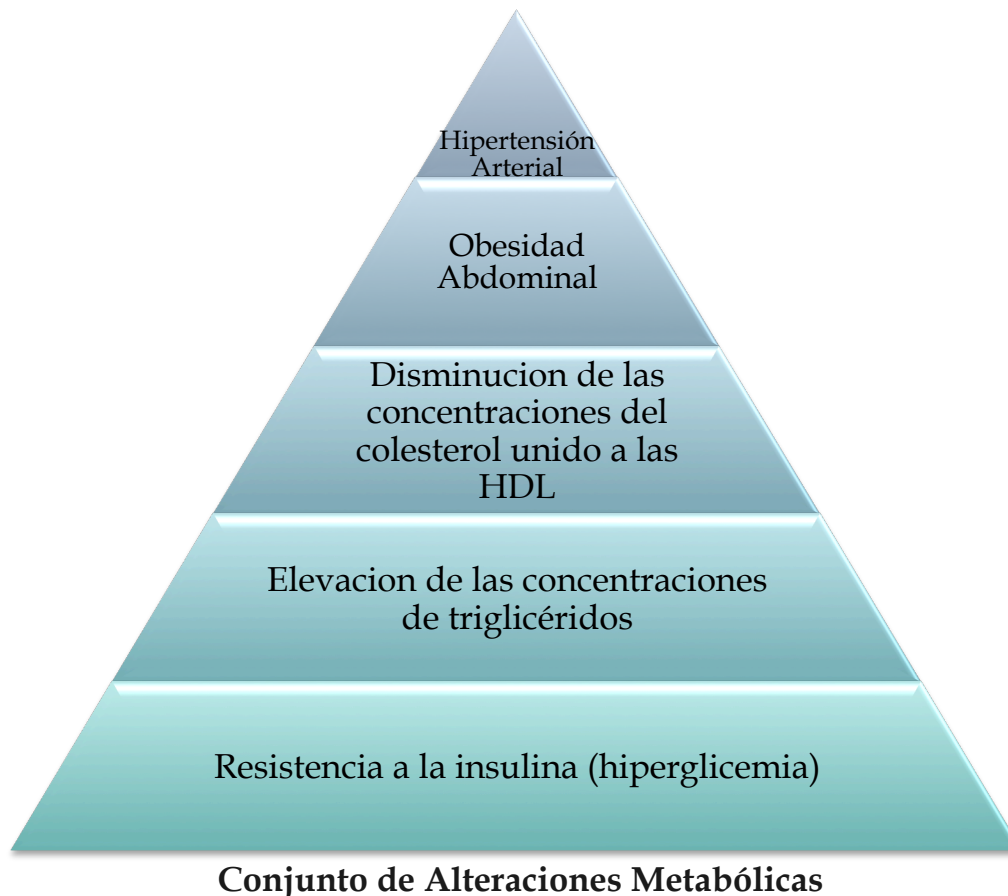 Hipertensión
Arterial
Obesidad
Abdominal
Disminucion de las
concentraciones del
colesterol unido a las
HDL
Elevacion de las concentraciones
de triglicéridos
Resistencia a la insulina (hiperglicemia)
Conjunto de Alteraciones Metabólicas